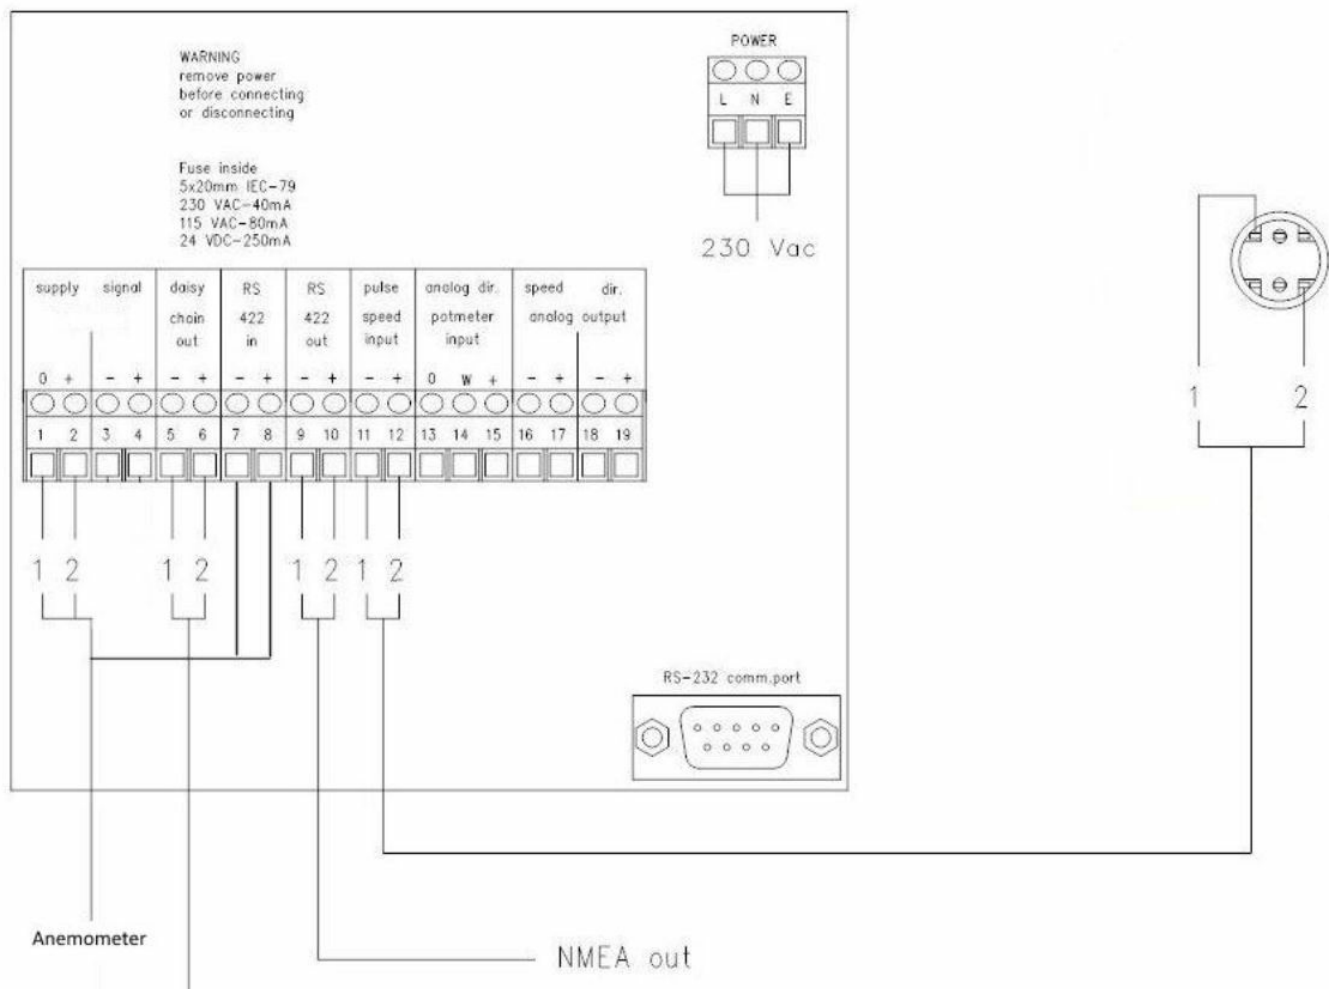 POWER
WARNING
remove power
before connecting
or disconnecting
L N E
Fuse inside
5x20mm IEC-79
230 VAC-40mA
115 VAC-80mA
24 VDC-250mA
230 Vac
supply signal daisy RS RS pulse analog dir. speed dir.
chain 422 422 speed potmeter analog output
out in out input input
0 + - + - + - + - + - + 0 W + - + - +
1 2 3 4 5 6 7 8 9 10 11 12 13 14 15 16 17 18 19
1 2
1 2 1 2 1 2 1 2
RS-232 comm.port
Anemometer
NMEA out